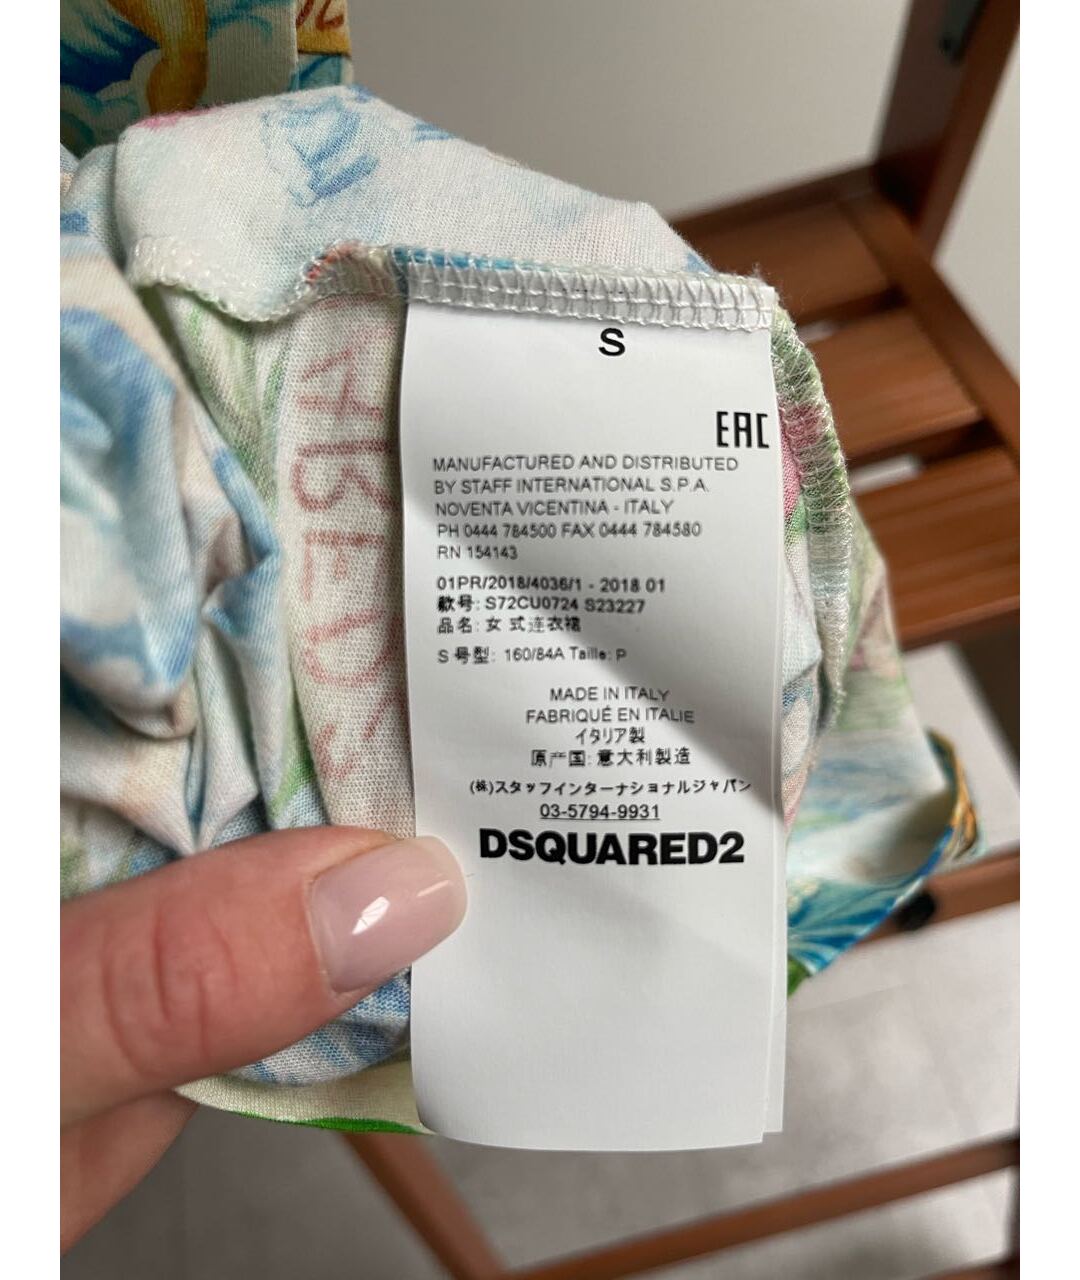 S
EAC
MANUFACTURED AND DISTRIBUTED
BY STAFF INTERNATIONAL S.P.A.
NOVENTA VICENTINA - ITALY
PH 0444 784500 FAX 0444 784580
RN 154143
01PR/2018/4036/1 - 2018 01
款号: S72CU0724 S23227
品名: 女 式连衣裙
S 号型: 160/84A Taille: P
MADE IN ITALY
FABRIQUÉ EN ITALIE
イタリア製
原产国: 意大利製造
(株)スタッフインターナショナルジャパン
03-5794-9931
DSQUARED2